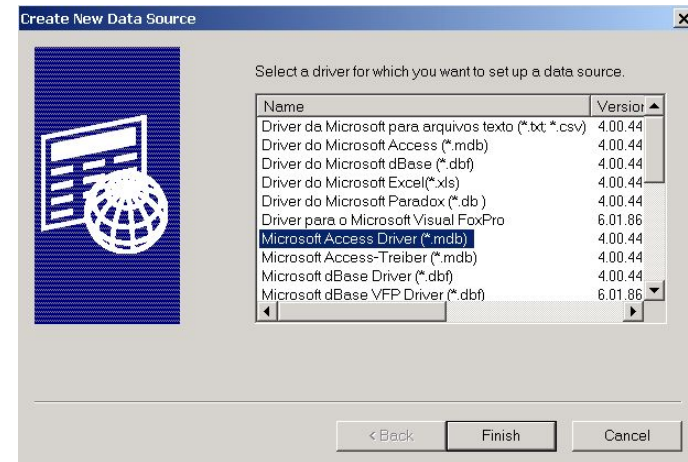 Create New Data Source
Select a driver for which you want to set up a data source.
Name Version
Driver da Microsoft para arquivos texto (*.txt; *.csv) 4.00.44
Driver do Microsoft Access (*.mdb) 4.00.44
Driver do Microsoft dBase (*.dbf) 4.00.44
Driver do Microsoft Excel(*.xls) 4.00.44
Driver do Microsoft Paradox (*.db ) 4.00.44
Driver para o Microsoft Visual FoxPro 6.01.86
Microsoft Access Driver (*.mdb) 4.00.44
Microsoft Access-Treiber (*.mdb) 4.00.44
Microsoft dBase Driver (*.dbf) 4.00.44
Microsoft dBase VFP Driver (*.dbf) 6.01.86
< Back Finish Cancel